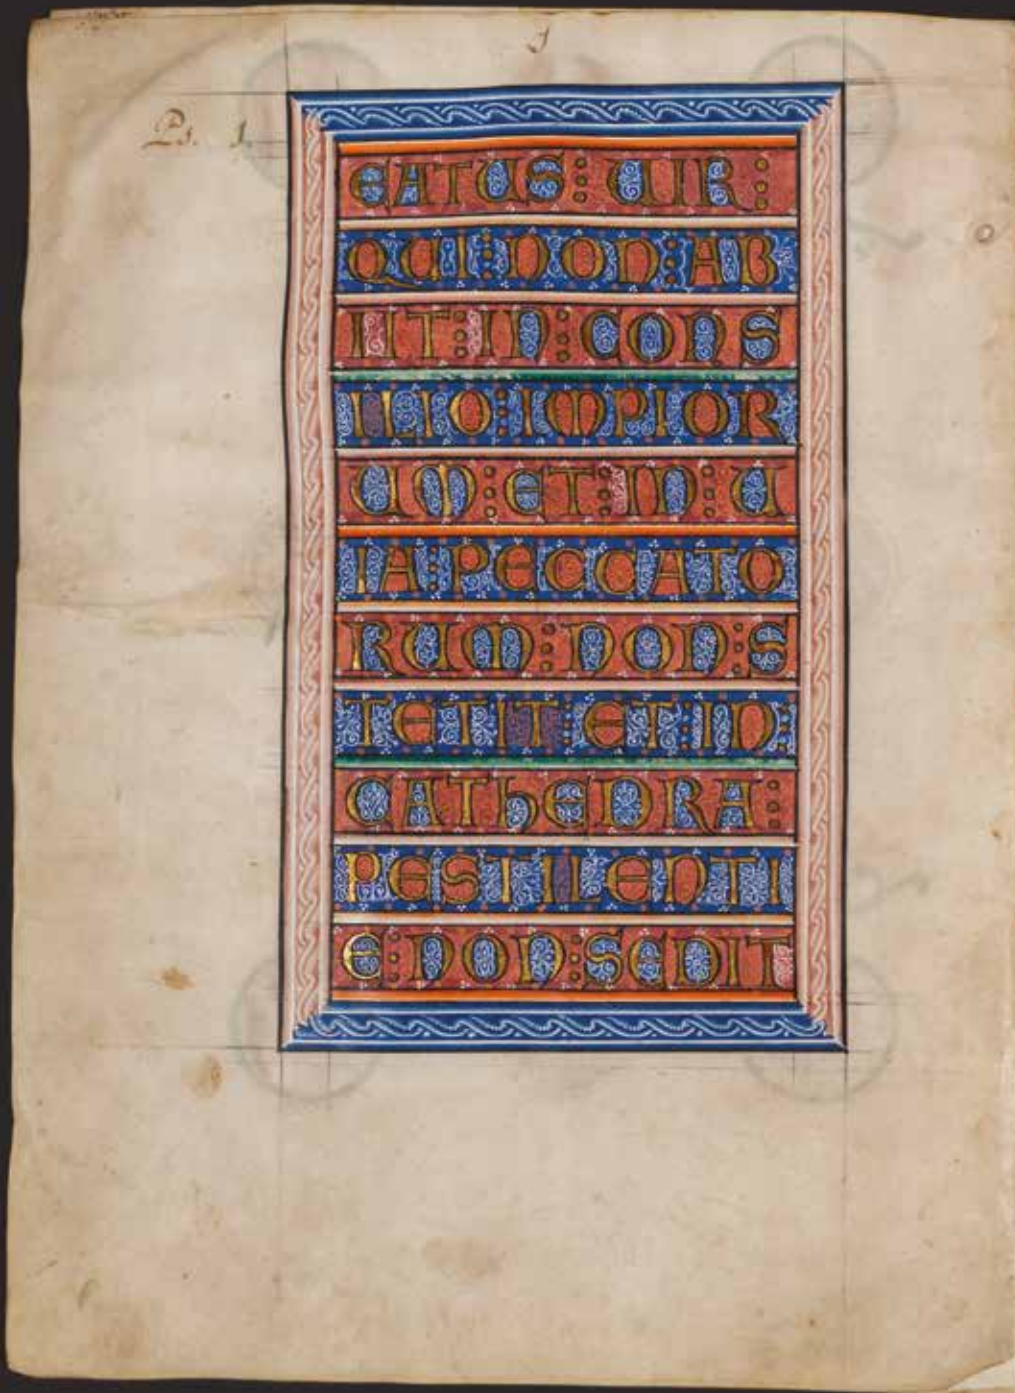 Ps. 1.
EATUS : UIR :
QUI : NON : AB
IIT : IN : CONS
ILIO : IMPIOR
UM : ET : IN : U
IA : PECCATO
RUM : NON : S
TETIT : ET : IN :
CAThEDRA :
PESTILENTI
E : NON : SEDIT